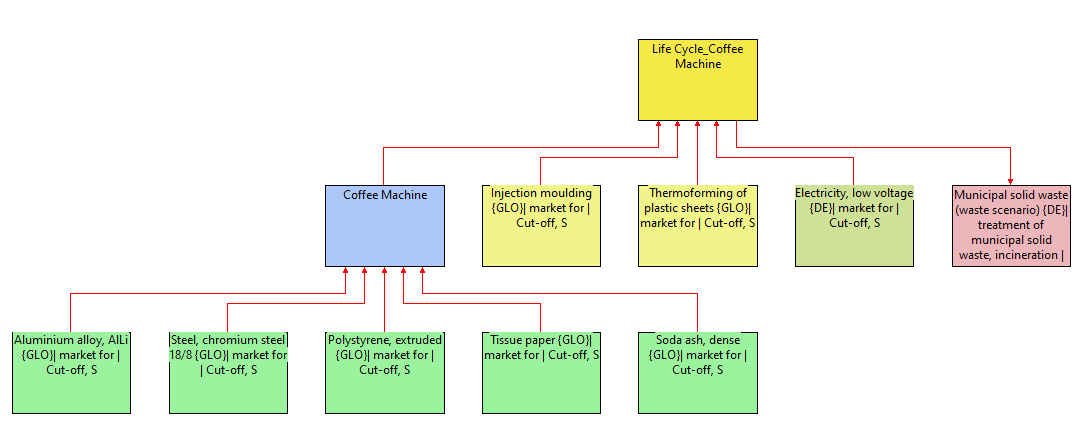 Life Cycle_Coffee
Machine
Coffee Machine
Injection moulding
{GLO}| market for |
Cut-off, S
Thermoforming of
plastic sheets {GLO}|
market for | Cut-off, S
Electricity, low voltage
{DE}| market for |
Cut-off, S
Municipal solid waste
(waste scenario) {DE}|
treatment of
municipal solid
waste, incineration |
Aluminium alloy, AlLi
{GLO}| market for |
Cut-off, S
Steel, chromium steel
18/8 {GLO}| market for
| Cut-off, S
Polystyrene, extruded
{GLO}| market for |
Cut-off, S
Tissue paper {GLO}|
market for | Cut-off, S
Soda ash, dense
{GLO}| market for |
Cut-off, S